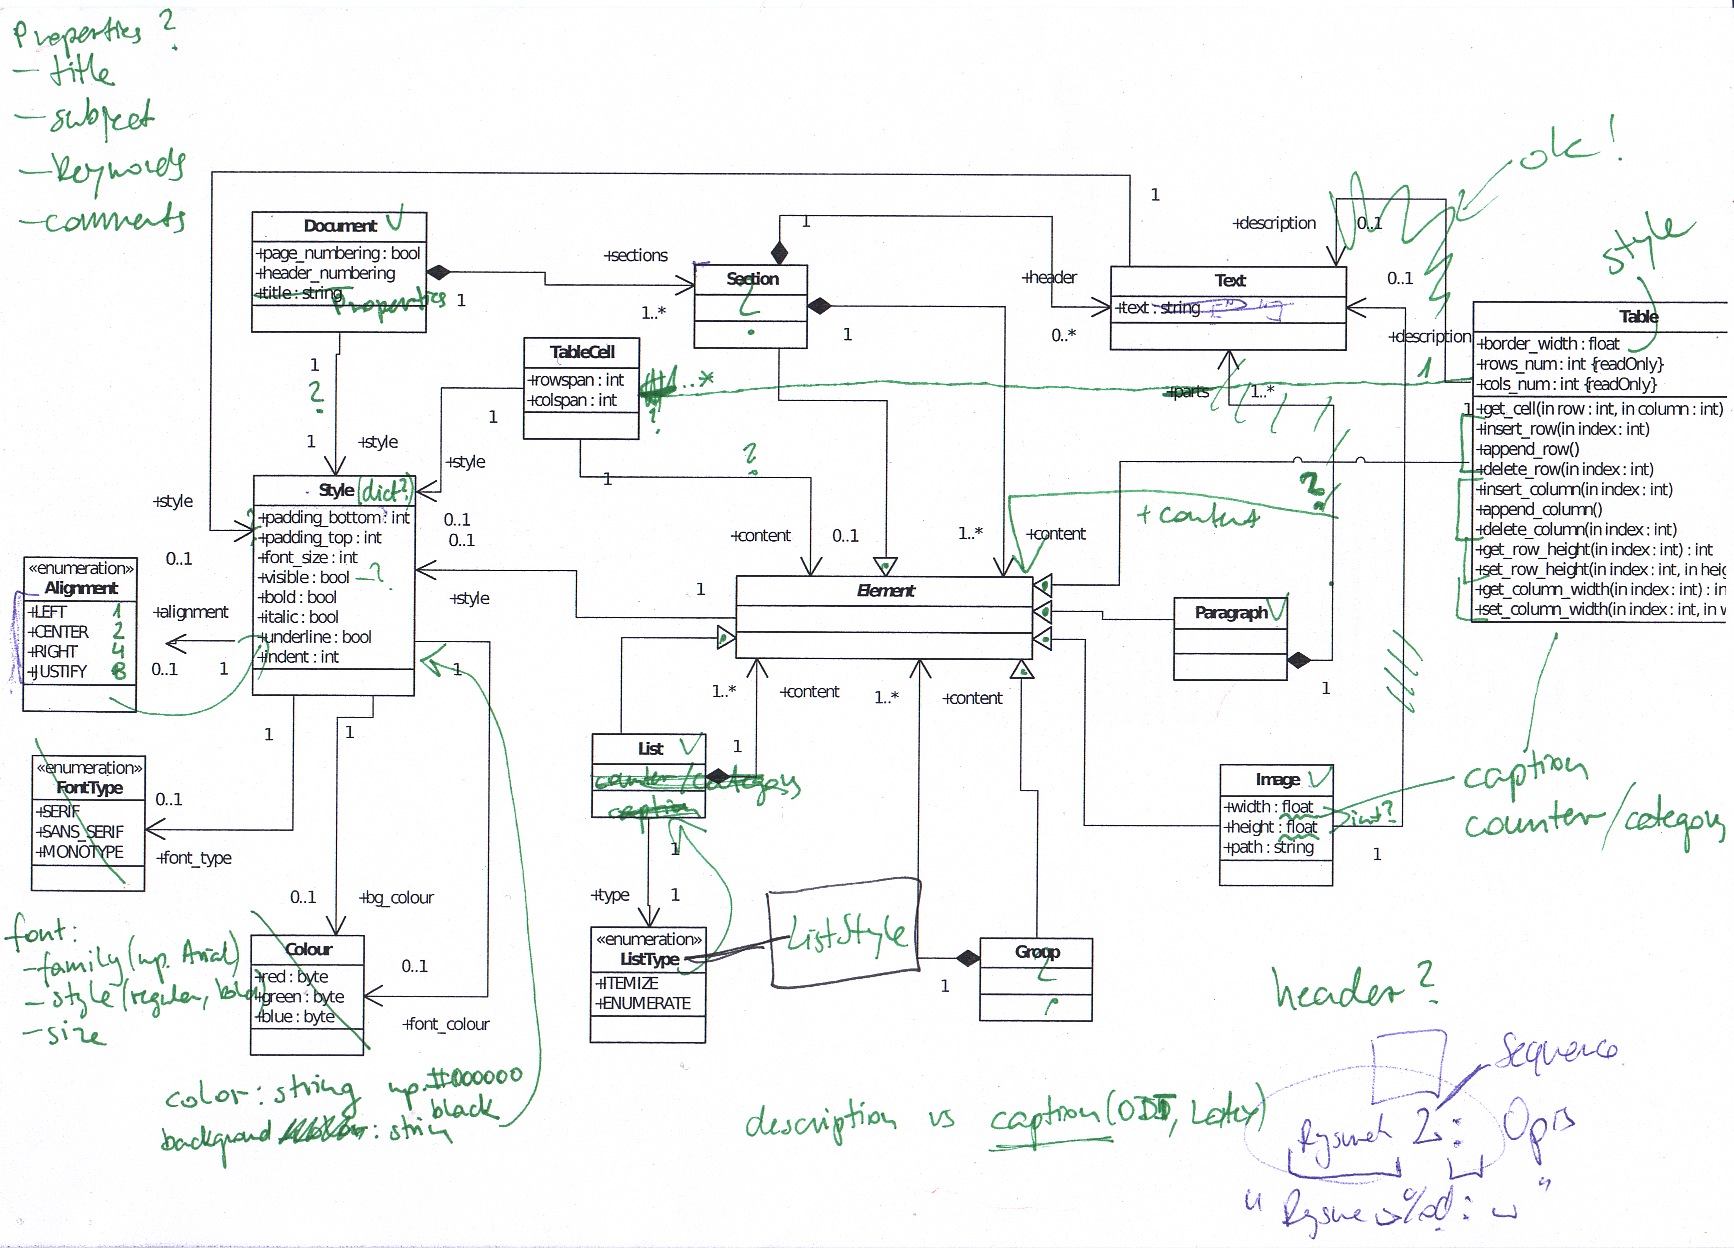 Properties ?
- title
- subject
- keywords
- comments
ok!
style
Document
+page_numbering : bool
+header_numbering
+title : string
Properties
1
1
?
1
+style
+sections
1..*
Section
?
1
1
+header
0..*
1
+description
0..1
Text
+text : string
0..1
+description
Table
+border_width : float
+rows_num : int {readOnly}
+cols_num : int {readOnly}
+get_cell(in row : int, in column : int)
+insert_row(in index : int)
+append_row()
+delete_row(in index : int)
+insert_column(in index : int)
+append_column()
+delete_column(in index : int)
+get_row_height(in index : int) : int
+set_row_height(in index : int, in heig
+get_column_width(in index : int) : in
+set_column_width(in index : int, in w
1
1
TableCell
+rowspan : int
+colspan : int
1..*
?
1
+style
0..1
0..1
1
?
+parts
1..*
?
+content
+content
0..1
1..*
+content
+style
0..1
Style (dict?)
+padding_bottom : int
+padding_top : int
+font_size : int
+visible : bool - ?
+bold : bool
+italic : bool
+underline : bool
+indent : int
«enumeration»
Alignment
+LEFT 1
+CENTER 2
+RIGHT 4
+JUSTIFY 8
+alignment
0..1
1
+style
1
Element
Paragraph
1
1
1
1
«enumeration»
FontType
+SERIF
+SANS_SERIF
+MONOTYPE
0..1
+font_type
0..1
+bg_colour
Colour
+red : byte
+green : byte
+blue : byte
0..1
+font_colour
List
counter/category
caption
1
1..*
+content
1..*
+content
1
+type
1
«enumeration»
ListType
+ITEMIZE
+ENUMERATE
ListStyle
Group
?
1
Image
+width : float
+height : float
+path : string
int?
1
caption
counter/category
font:
- family (np. Arial)
- style (regular, bold)
- size
color: string np. #000000
black
background : string
description vs caption (ODT, Latex)
header?
Sequence
Rysunek 2 : Opis